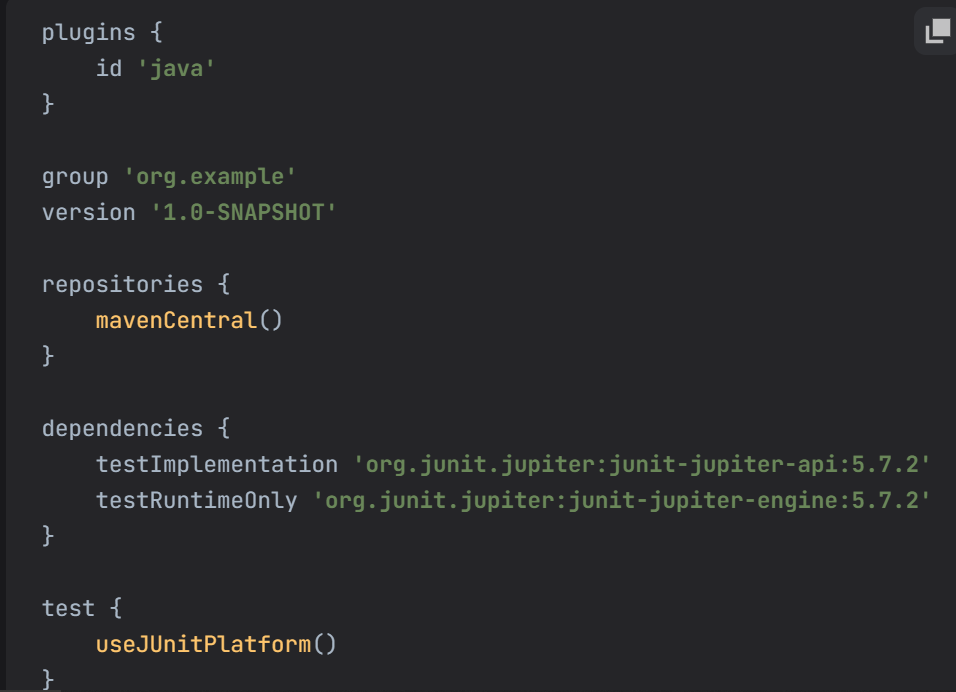 plugins {
    id 'java'
}

group 'org.example'
version '1.0-SNAPSHOT'

repositories {
    mavenCentral()
}

dependencies {
    testImplementation 'org.junit.jupiter:junit-jupiter-api:5.7.2'
    testRuntimeOnly 'org.junit.jupiter:junit-jupiter-engine:5.7.2'
}

test {
    useJUnitPlatform()
}